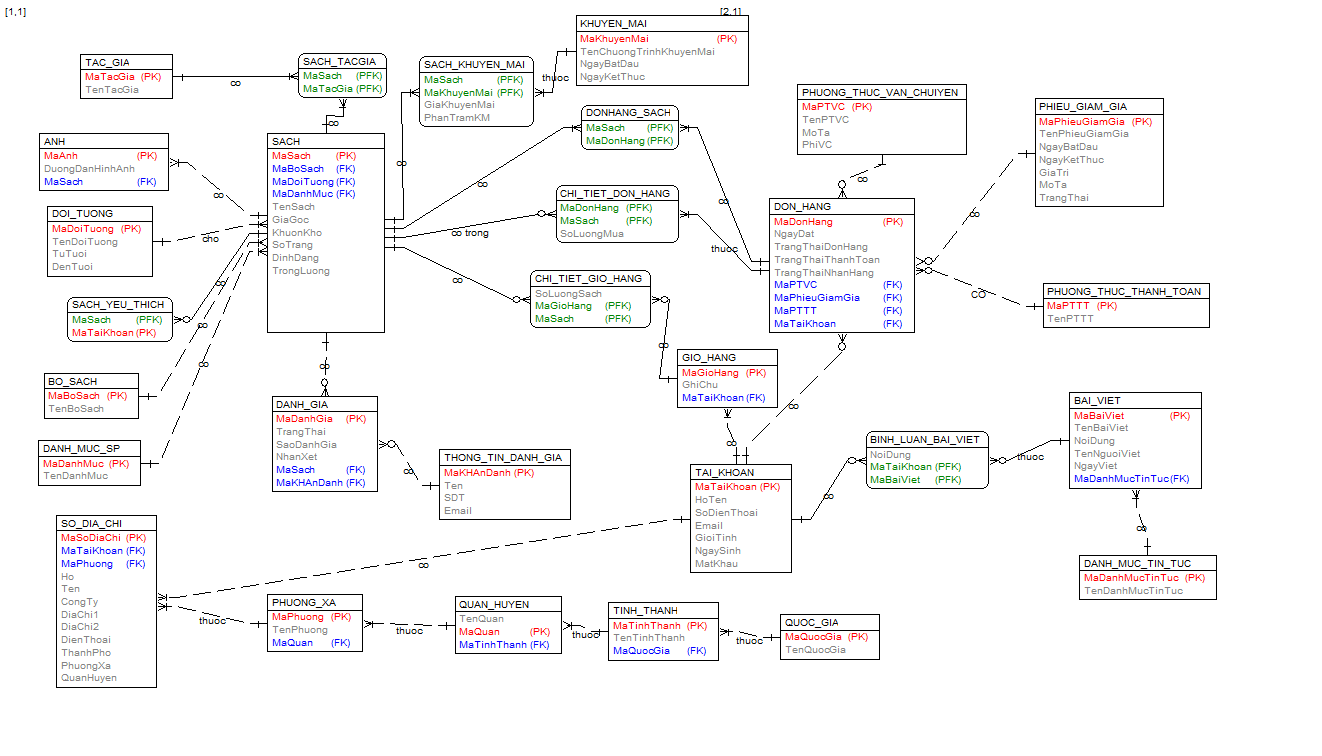 [1,1]
[2,1]
KHUYEN_MAI
MaKhuyenMai (PK)
TenChuongTrinhKhuyenMai
NgayBatDau
NgayKetThuc
TAC_GIA
MaTacGia (PK)
TenTacGia
∞
SACH_TACGIA
MaSach (PFK)
MaTacGia (PFK)
∞
SACH_KHUYEN_MAI
MaSach (PFK)
MaKhuyenMai (PFK)
GiaKhuyenMai
PhanTramKM
thuoc
∞
DONHANG_SACH
MaSach (PFK)
MaDonHang (PFK)
∞
∞
PHUONG_THUC_VAN_CHUIYEN
MaPTVC (PK)
TenPTVC
MoTa
PhiVC
∞
PHIEU_GIAM_GIA
MaPhieuGiamGia (PK)
TenPhieuGiamGia
NgayBatDau
NgayKetThuc
GiaTri
MoTa
TrangThai
∞
ANH
MaAnh (PK)
DuongDanHinhAnh
MaSach (FK)
∞
SACH
MaSach (PK)
MaBoSach (FK)
MaDoiTuong (FK)
MaDanhMuc (FK)
TenSach
GiaGoc
KhuonKho
SoTrang
DinhDang
TrongLuong
CHI_TIET_DON_HANG
MaDonHang (PFK)
MaSach (PFK)
SoLuongMua
co trong
thuoc
DON_HANG
MaDonHang (PK)
NgayDat
TrangThaiDonHang
TrangThaiThanhToan
TrangThaiNhanHang
MaPTVC (FK)
MaPhieuGiamGia (FK)
MaPTTT (FK)
MaTaiKhoan (FK)
DOI_TUONG
MaDoiTuong (PK)
TenDoiTuong
TuTuoi
DenTuoi
cho
CHI_TIET_GIO_HANG
SoLuongSach
MaGioHang (PFK)
MaSach (PFK)
∞
∞
PHUONG_THUC_THANH_TOAN
MaPTTT (PK)
TenPTTT
CO
SACH_YEU_THICH
MaSach (PFK)
MaTaiKhoan (PK)
∞
∞
∞
GIO_HANG
MaGioHang (PK)
GhiChu
MaTaiKhoan (FK)
∞
∞
BO_SACH
MaBoSach (PK)
TenBoSach
∞
DANH_GIA
MaDanhGia (PK)
TrangThai
SaoDanhGia
NhanXet
MaSach (FK)
MaKHAnDanh (FK)
∞
BAI_VIET
MaBaiViet (PK)
TenBaiViet
NoiDung
TenNguoiViet
NgayViet
MaDanhMucTinTuc(FK)
DANH_MUC_SP
MaDanhMuc (PK)
TenDanhMuc
THONG_TIN_DANH_GIA
MaKHAnDanh (PK)
Ten
SDT
Email
BINH_LUAN_BAI_VIET
NoiDung
MaTaiKhoan (PFK)
MaBaiViet (PFK)
thuoc
∞
TAI_KHOAN
MaTaiKhoan (PK)
HoTen
SoDienThoai
Email
GioiTinh
NgaySinh
MatKhau
SO_DIA_CHI
MaSoDiaChi (PK)
MaTaiKhoan (FK)
MaPhuong (FK)
Ho
Ten
CongTy
DiaChi1
DiaChi2
DienThoai
ThanhPho
PhuongXa
QuanHuyen
∞
∞
DANH_MUC_TIN_TUC
MaDanhMucTinTuc (PK)
TenDanhMucTinTuc
thuoc
PHUONG_XA
MaPhuong (PK)
TenPhuong
MaQuan (FK)
thuoc
QUAN_HUYEN
TenQuan
MaQuan (PK)
MaTinhThanh (FK)
thuoc
TINH_THANH
MaTinhThanh (PK)
TenTinhThanh
MaQuocGia (FK)
thuoc
QUOC_GIA
MaQuocGia (PK)
TenQuocGia